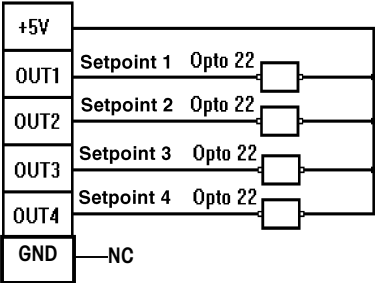 +5V
OUT1 Setpoint 1 Opto 22
OUT2 Setpoint 2 Opto 22
OUT3 Setpoint 3 Opto 22
OUT4 Setpoint 4 Opto 22
GND NC